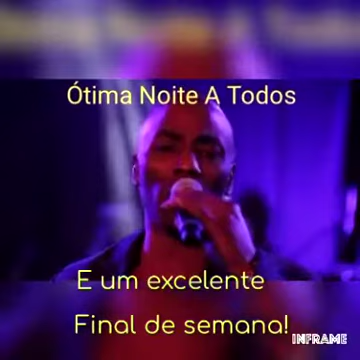 Ótima Noite A Todos
E um excelente
Final de semana!
INFRAME